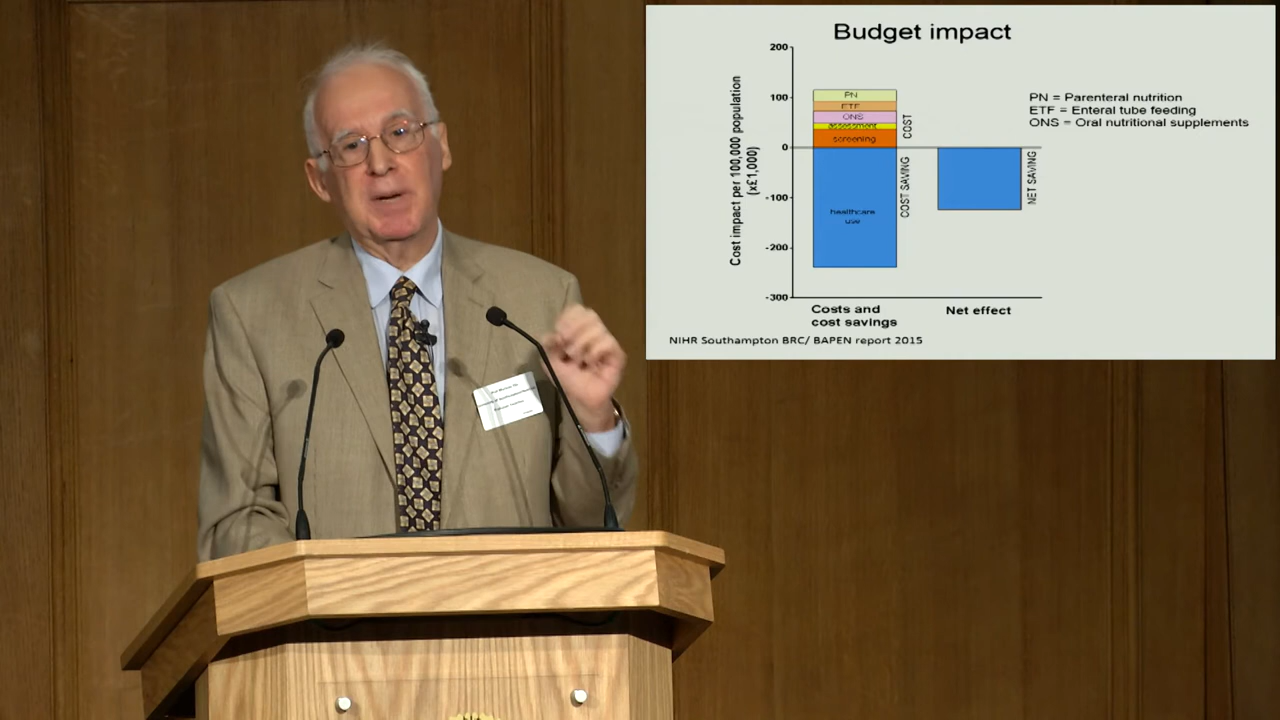 Budget impact
200
100
0
-100
-200
-300
Cost impact per 100,000 population
(x£1,000)
PN
ETF
ONS
assessment
screening
COST
healthcare
use
COST SAVING
NET SAVING
PN = Parenteral nutrition
ETF = Enteral tube feeding
ONS = Oral nutritional supplements
Costs and
cost savings
Net effect
NIHR Southampton BRC/ BAPEN report 2015